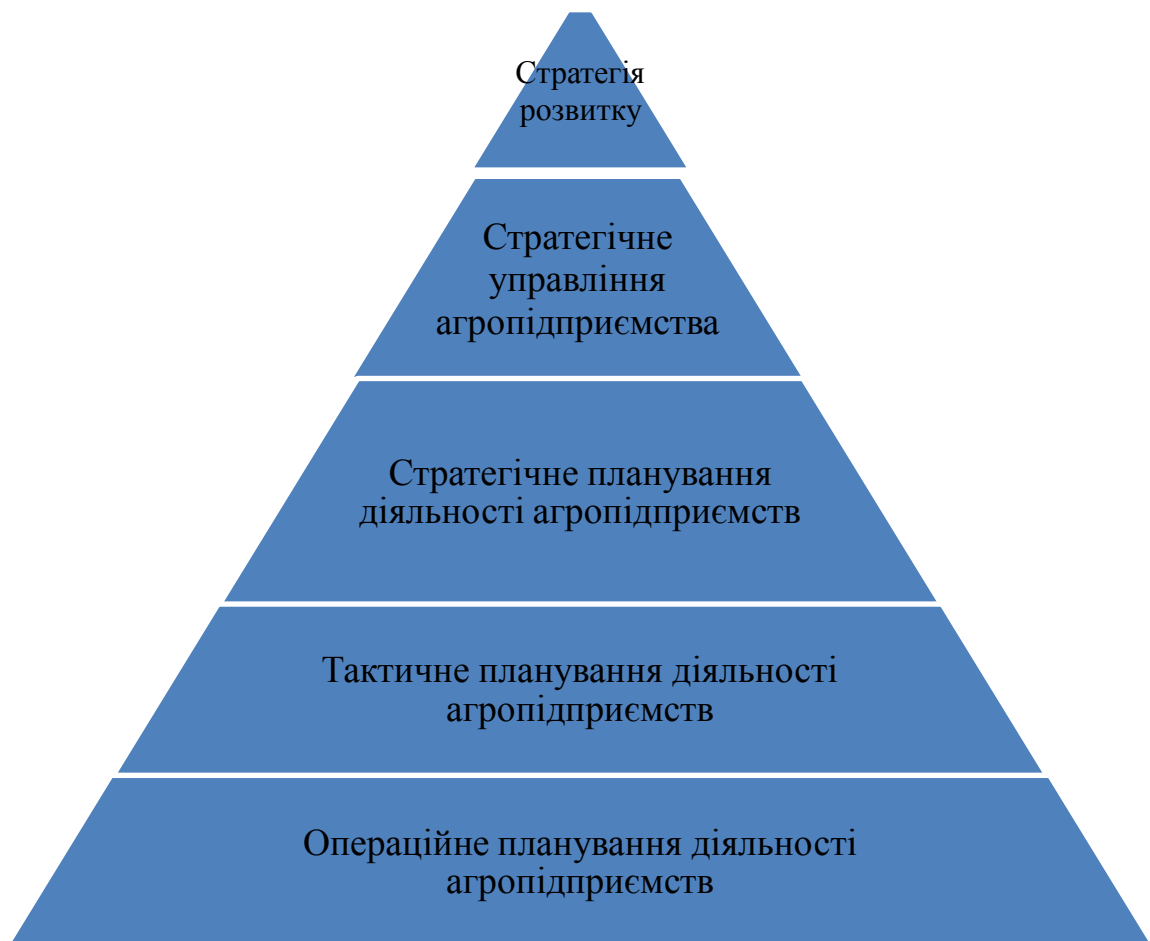 Стратегія
розвитку
Стратегічне
управління
агропідприємства
Стратегічне планування
діяльності агропідприємств
Тактичне планування діяльності
агропідприємств
Операційне планування діяльності
агропідприємств